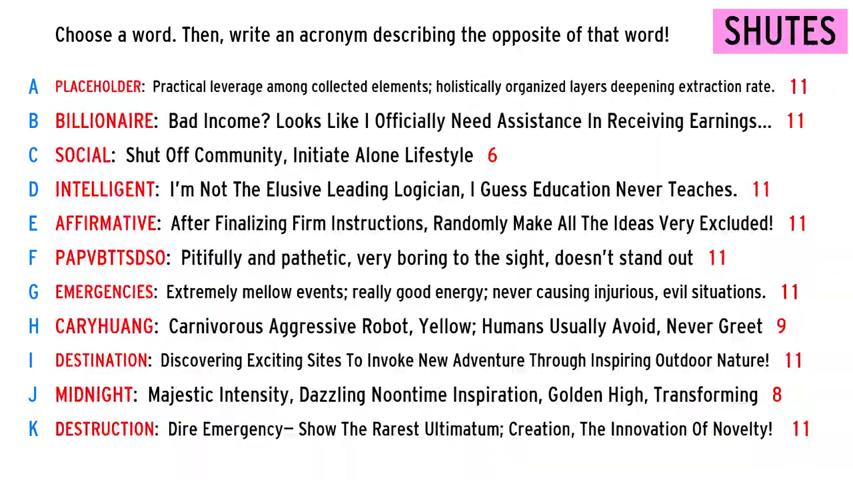 Choose a word. Then, write an acronym describing the opposite of that word!
SHUTES
A PLACEHOLDER: Practical leverage among collected elements; holistically organized layers deepening extraction rate. 11
B BILLIONAIRE: Bad Income? Looks Like I Officially Need Assistance In Receiving Earnings... 11
C SOCIAL: Shut Off Community, Initiate Alone Lifestyle 6
D INTELLIGENT: I'm Not The Elusive Leading Logician, I Guess Education Never Teaches. 11
E AFFIRMATIVE: After Finalizing Firm Instructions, Randomly Make All The Ideas Very Excluded! 11
F PAPVBTTSDSO: Pitifully and pathetic, very boring to the sight, doesn't stand out 11
G EMERGENCIES: Extremely mellow events; really good energy; never causing injurious, evil situations. 11
H CARYHUANG: Carnivorous Aggressive Robot, Yellow; Humans Usually Avoid, Never Greet 9
I DESTINATION: Discovering Exciting Sites To Invoke New Adventure Through Inspiring Outdoor Nature! 11
J MIDNIGHT: Majestic Intensity, Dazzling Noontime Inspiration, Golden High, Transforming 8
K DESTRUCTION: Dire Emergency— Show The Rarest Ultimatum; Creation, The Innovation Of Novelty! 11